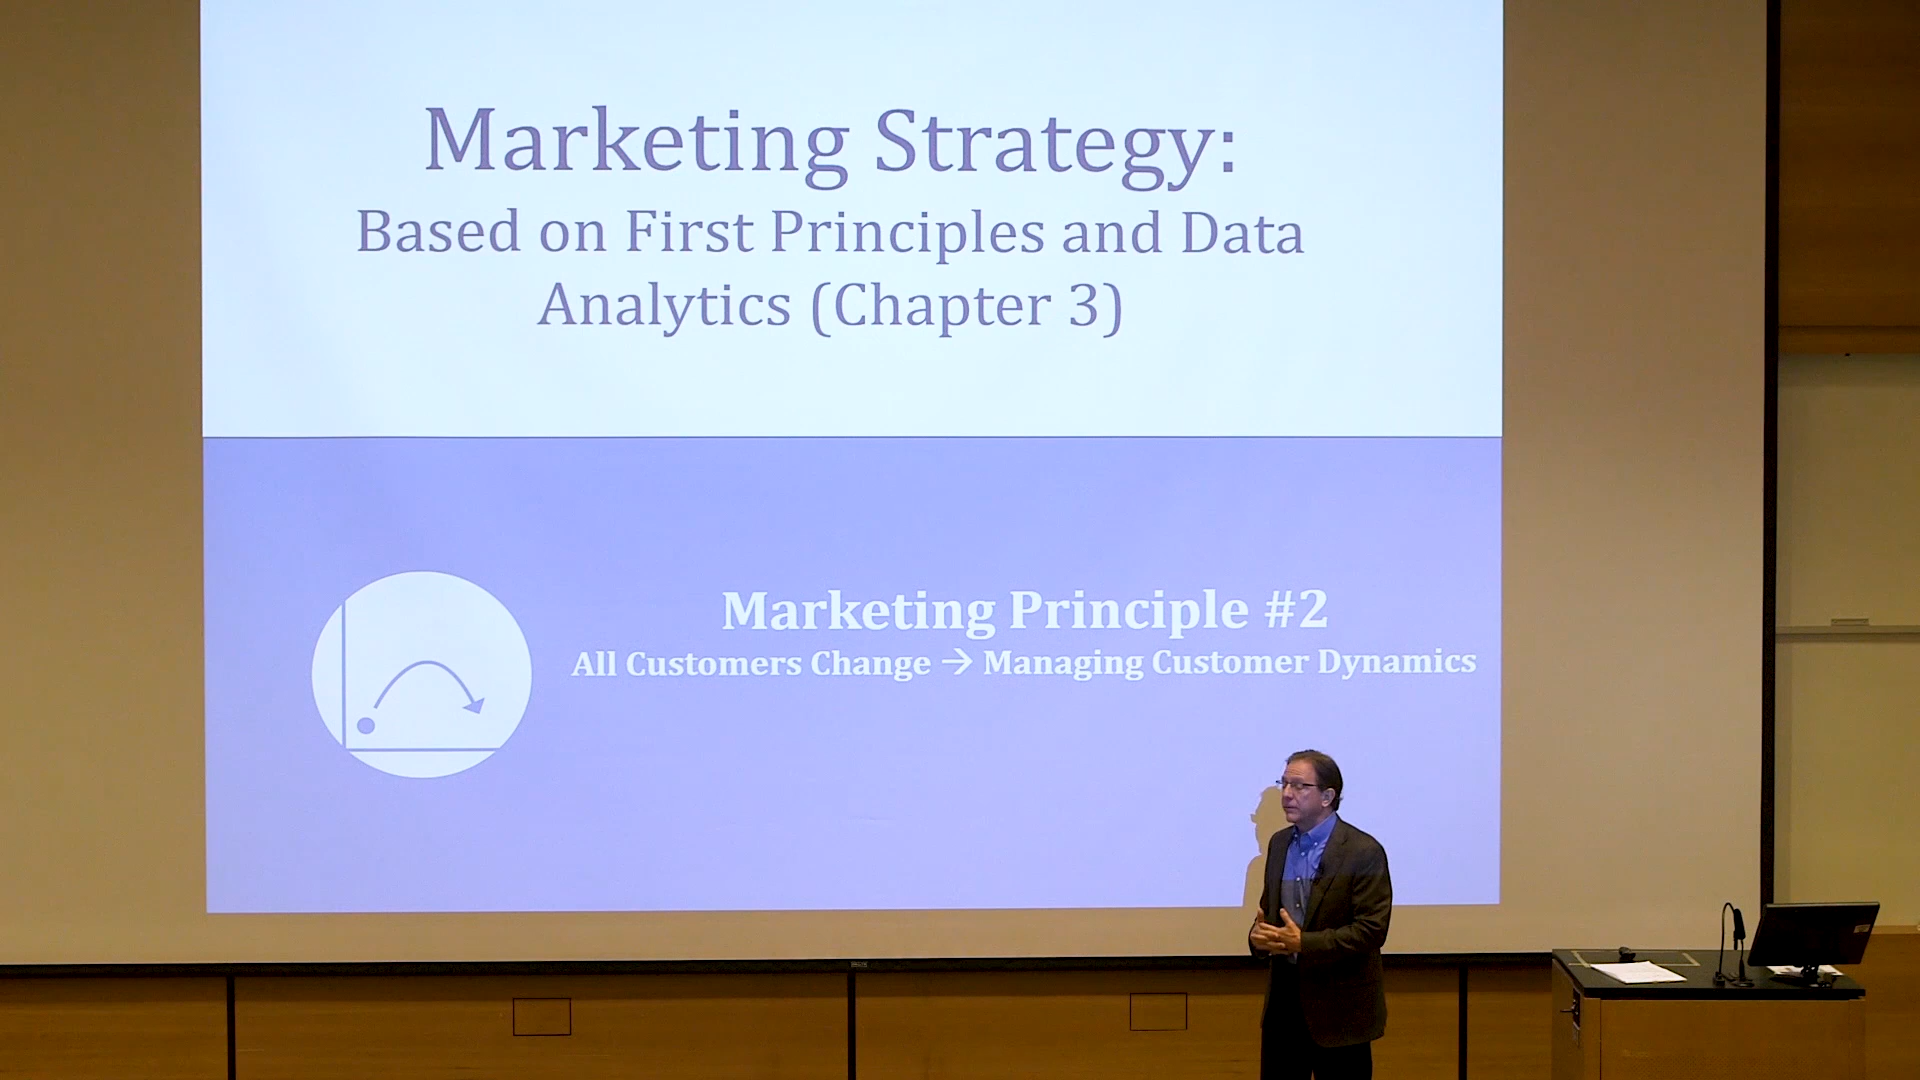 Marketing Strategy:
Based on First Principles and Data
Analytics (Chapter 3)
Marketing Principle #2
All Customers Change → Managing Customer Dynamics